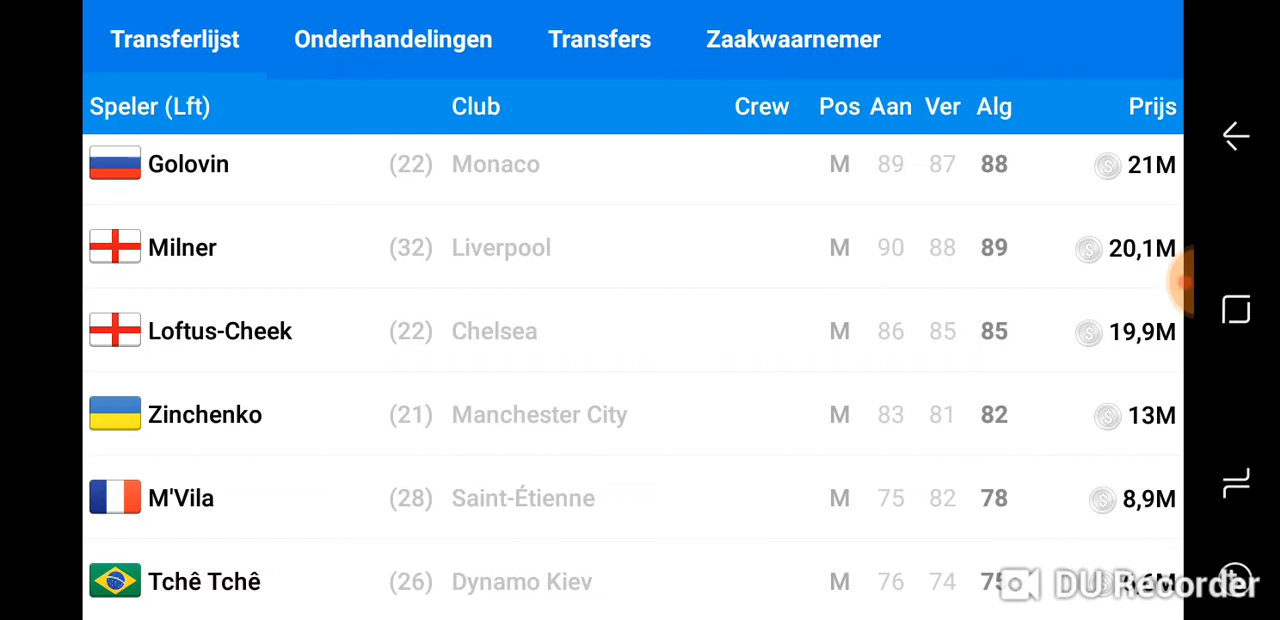 Transferlijst Onderhandelingen Transfers Zaakwaarnemer
Speler (Lft) Club Crew Pos Aan Ver Alg Prijs
Golovin (22) Monaco M 89 87 88 21M
Milner (32) Liverpool M 90 88 89 20,1M
Loftus-Cheek (22) Chelsea M 86 85 85 19,9M
Zinchenko (21) Manchester City M 83 81 82 13M
M'Vila (28) Saint-Étienne M 75 82 78 8,9M
Tchê Tchê (26) Dynamo Kiev M 76 74 75
DU Recorder